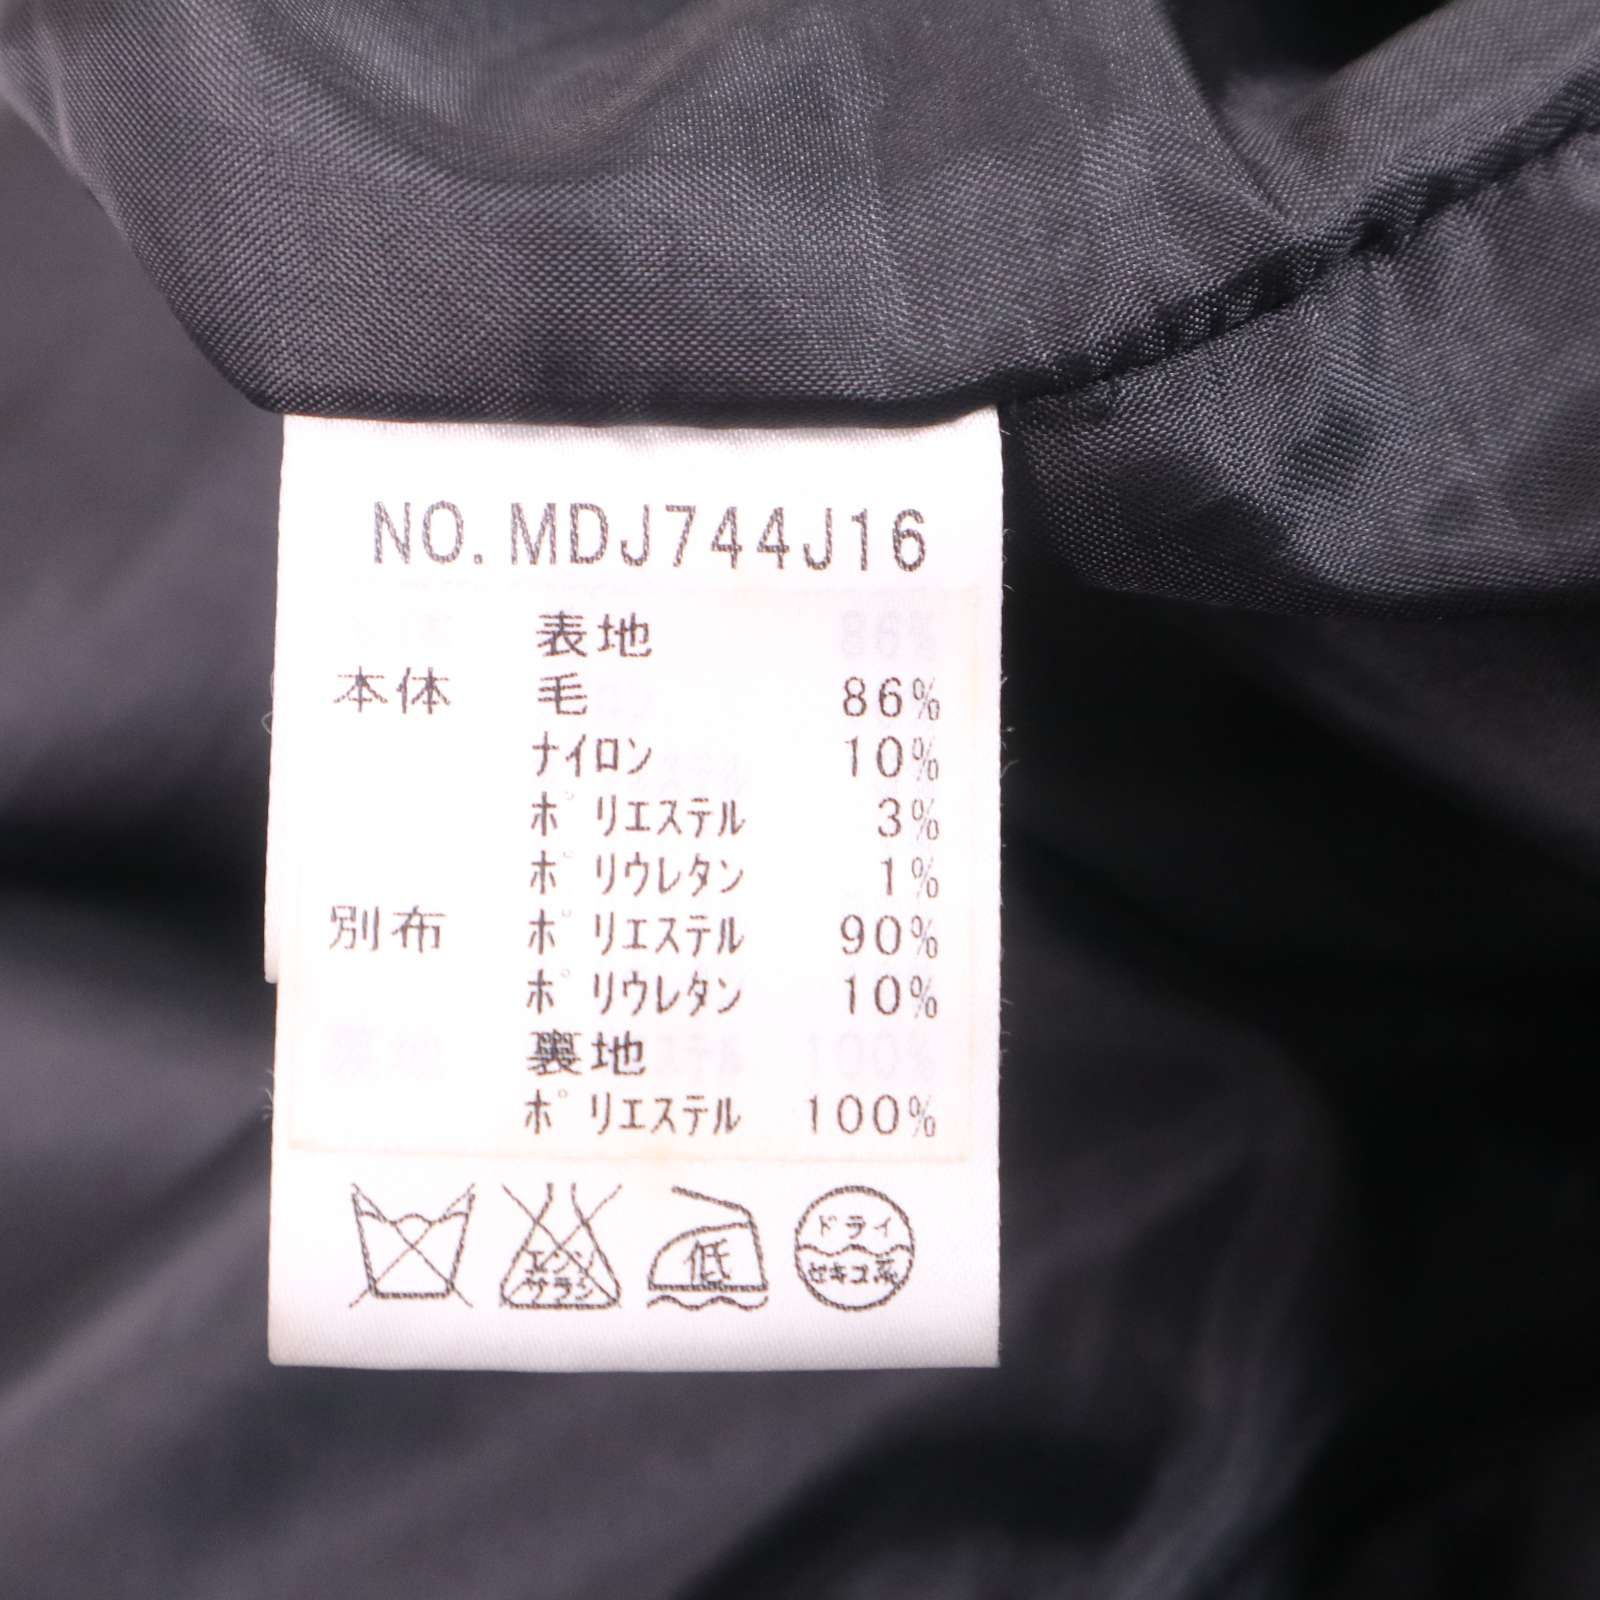 NO.MDJ744J16
表地
本体 毛 86%
ナイロン 10%
ポリエステル 3%
ポリウレタン 1%
別布 ポリエステル 90%
ポリウレタン 10%
裏地
ポリエステル 100%
エンソ
サラシ
低
ドライ
セキユ系